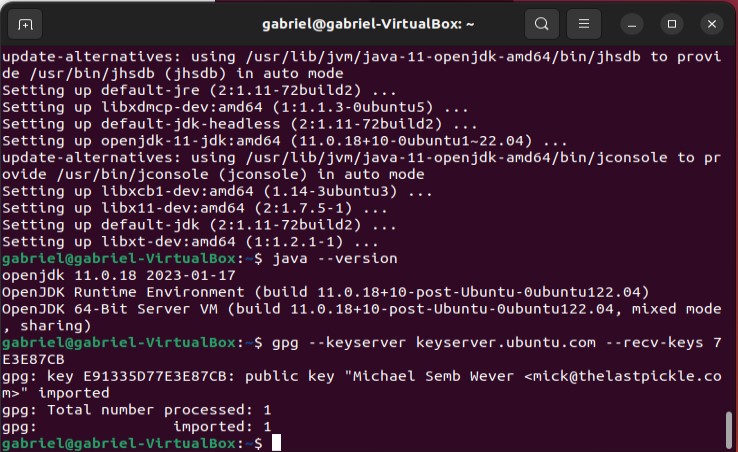 gabriel@gabriel-VirtualBox: ~
update-alternatives: using /usr/lib/jvm/java-11-openjdk-amd64/bin/jhsdb to provi
de /usr/bin/jhsdb (jhsdb) in auto mode
Setting up default-jre (2:1.11-72build2) ...
Setting up libxdmcp-dev:amd64 (1:1.1.3-0ubuntu5) ...
Setting up default-jdk-headless (2:1.11-72build2) ...
Setting up openjdk-11-jdk:amd64 (11.0.18+10-0ubuntu1~22.04) ...
update-alternatives: using /usr/lib/jvm/java-11-openjdk-amd64/bin/jconsole to pr
ovide /usr/bin/jconsole (jconsole) in auto mode
Setting up libxcb1-dev:amd64 (1.14-3ubuntu3) ...
Setting up libx11-dev:amd64 (2:1.7.5-1) ...
Setting up default-jdk (2:1.11-72build2) ...
Setting up libxt-dev:amd64 (1:1.2.1-1) ...
gabriel@gabriel-VirtualBox:~$ java --version
openjdk 11.0.18 2023-01-17
OpenJDK Runtime Environment (build 11.0.18+10-post-Ubuntu-0ubuntu122.04)
OpenJDK 64-Bit Server VM (build 11.0.18+10-post-Ubuntu-0ubuntu122.04, mixed mode
, sharing)
gabriel@gabriel-VirtualBox:~$ gpg --keyserver keyserver.ubuntu.com --recv-keys 7
E3E87CB
gpg: key E91335D77E3E87CB: public key "Michael Semb Wever <mick@thelastpickle.co
m>" imported
gpg: Total number processed: 1
gpg:               imported: 1
gabriel@gabriel-VirtualBox:~$